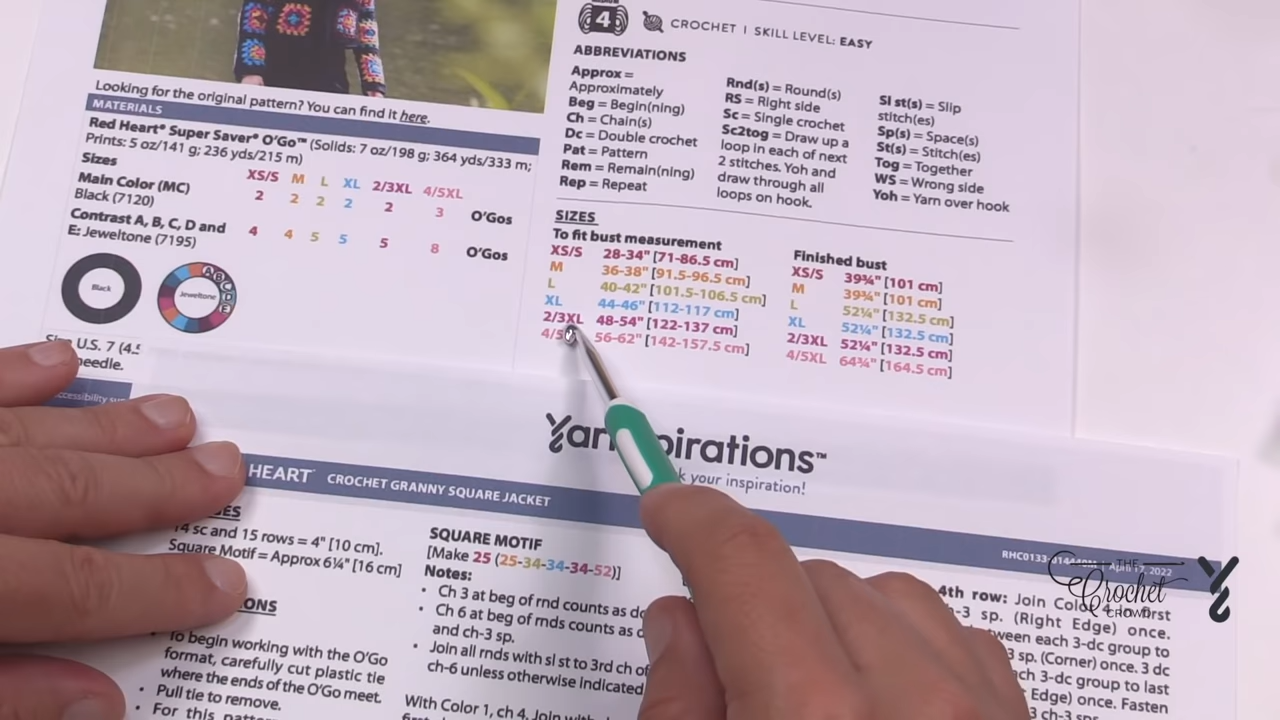 Looking for the original pattern? You can find it here.
MATERIALS
Red Heart® Super Saver® O'Go™ (Solids: 7 oz/198 g; 364 yds/333 m;
Prints: 5 oz/141 g; 236 yds/215 m)
Sizes XS/S M L XL 2/3XL 4/5XL
Main Color (MC)
Black (7120) 2 2 2 2 2 3 O'Gos
Contrast A, B, C, D and
E: Jeweltone (7195) 4 4 5 5 5 8 O'Gos
Black
Jeweltone
A B C D E
U.S. 7 (4.5
needle.
4
CROCHET I SKILL LEVEL: EASY
ABBREVIATIONS
Approx =
Approximately
Beg = Begin(ning)
Ch = Chain(s)
Dc = Double crochet
Pat = Pattern
Rem = Remain(ning)
Rep = Repeat
Rnd(s) = Round(s)
RS = Right side
Sc = Single crochet
Sc2tog = Draw up a
loop in each of next
2 stitches. Yoh and
draw through all
loops on hook.
Sl st(s) = Slip
stitch(es)
Sp(s) = Space(s)
St(s) = Stitch(es)
Tog = Together
WS = Wrong side
Yoh = Yarn over hook
SIZES
To fit bust measurement
XS/S 28-34" [71-86.5 cm]
M 36-38" [91.5-96.5 cm]
L 40-42" [101.5-106.5 cm]
XL 44-46" [112-117 cm]
2/3XL 48-54" [122-137 cm]
4/5 56-62" [142-157.5 cm]
Finished bust
XS/S 39¾" [101 cm]
M 39¾" [101 cm]
L 52¼" [132.5 cm]
XL 52¼" [132.5 cm]
2/3XL 52¼" [132.5 cm]
4/5XL 64¾" [164.5 cm]
Yarnspirations™
your inspiration!
HEART CROCHET GRANNY SQUARE JACKET
April 17, 2022
14 sc and 15 rows = 4" [10 cm].
Square Motif = Approx 6¼" [16 cm]
To begin working with the O'Go
format, carefully cut plastic tie
where the ends of the O'Go meet.
• Pull tie to remove.
• For this
SQUARE MOTIF
[Make 25 (25-34-34-34-52)]
Notes:
• Ch 3 at beg of rnd counts as
• Ch 6 at beg of rnds counts as
and ch-3 sp.
• Join all rnds with sl st to 3rd ch of
ch-6 unless otherwise indicated
With Color 1, ch 4. Join with
4th row: Join first
sp. (Right Edge) once.
each 3-dc group to
3 sp. (Corner) once. 3 dc
3-dc group to last
Edge) once. Fasten
3 ch-3
THE
Crochet
CROWD